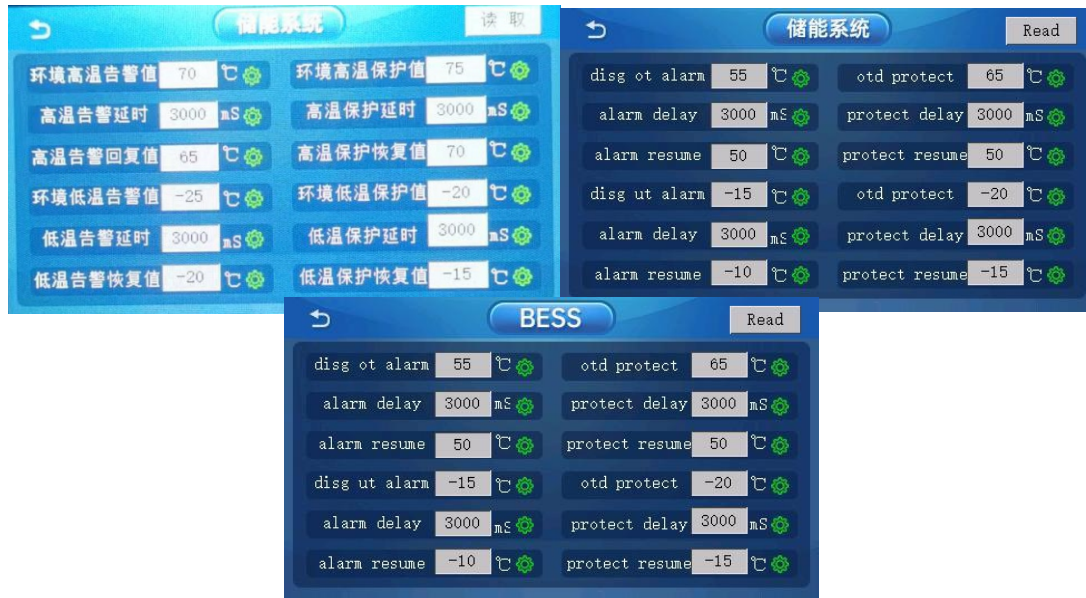 储能系统 读 取
环境高温告警值 70 ℃ 环境高温保护值 75 ℃
高温告警延时 3000 mS 高温保护延时 3000 mS
高温告警回复值 65 ℃ 高温保护恢复值 70 ℃
环境低温告警值 -25 ℃ 环境低温保护值 -20 ℃
低温告警延时 3000 mS 低温保护延时 3000 mS
低温告警恢复值 -20 ℃ 低温保护恢复值 -15 ℃
储能系统 Read
disg ot alarm 55 ℃ otd protect 65 ℃
alarm delay 3000 mS protect delay 3000 mS
alarm resume 50 ℃ protect resume 50 ℃
disg ut alarm -15 ℃ otd protect -20 ℃
alarm delay 3000 mS protect delay 3000 mS
alarm resume -10 ℃ protect resume -15 ℃
BESS Read
disg ot alarm 55 ℃ otd protect 65 ℃
alarm delay 3000 mS protect delay 3000 mS
alarm resume 50 ℃ protect resume 50 ℃
disg ut alarm -15 ℃ otd protect -20 ℃
alarm delay 3000 mS protect delay 3000 mS
alarm resume -10 ℃ protect resume -15 ℃